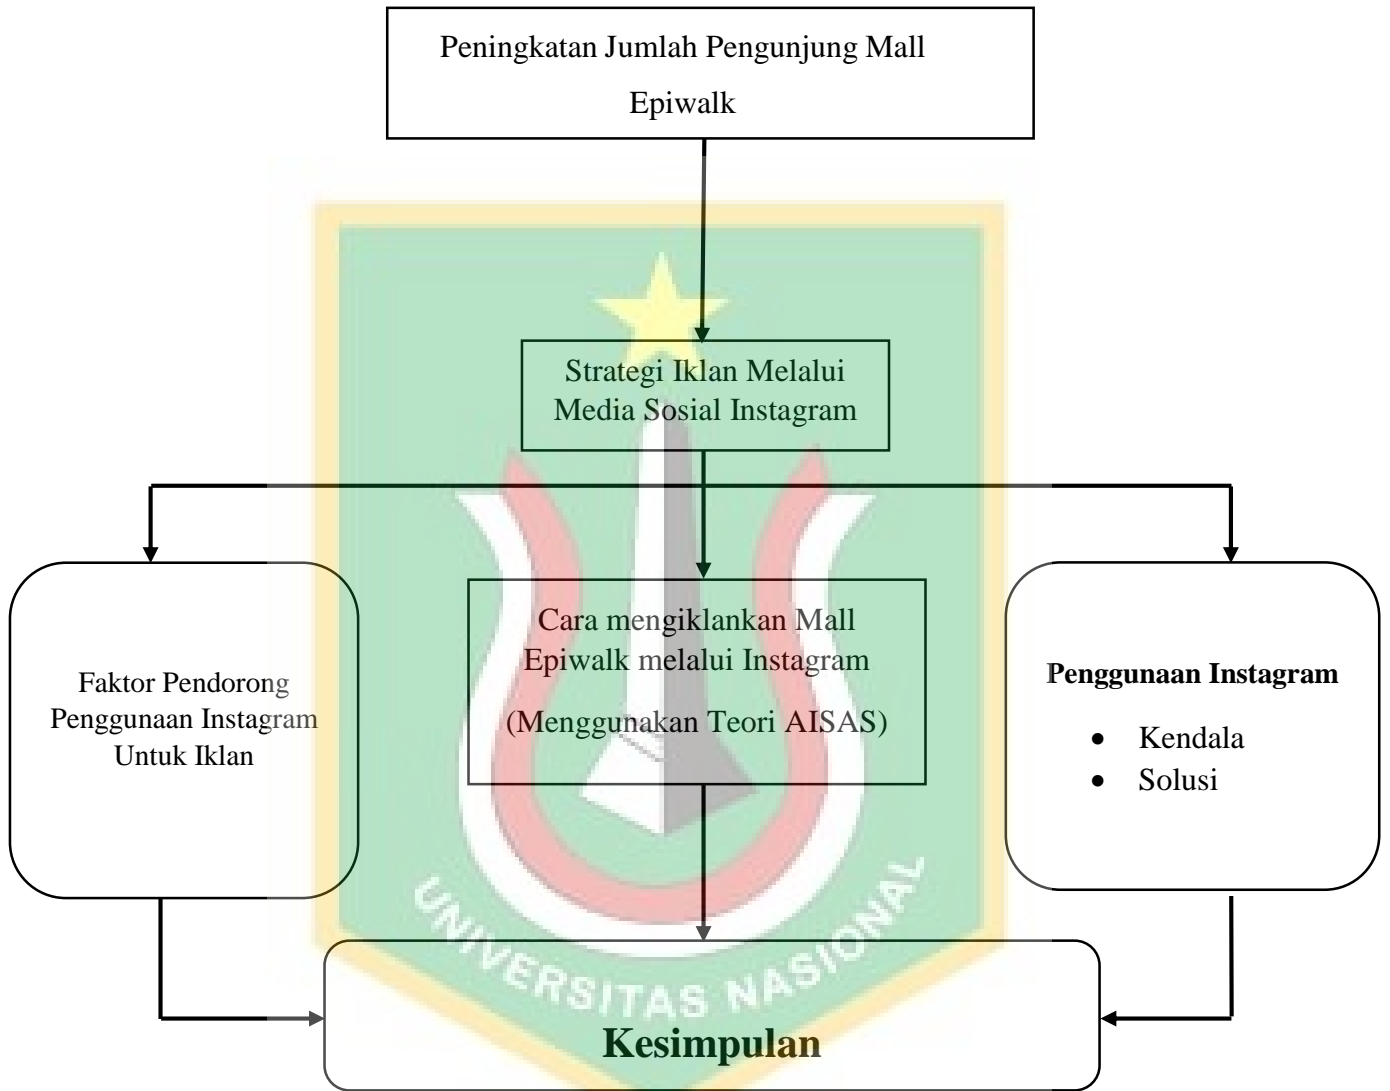 Peningkatan Jumlah Pengunjung Mall
Epiwalk
Strategi Iklan Melalui
Media Sosial Instagram
Faktor Pendorong
Penggunaan Instagram
Untuk Iklan
Cara mengiklankan Mall
Epiwalk melalui Instagram
(Menggunakan Teori AISAS)
Penggunaan Instagram
• Kendala
• Solusi
UNIVERSITAS NASIONAL
Kesimpulan